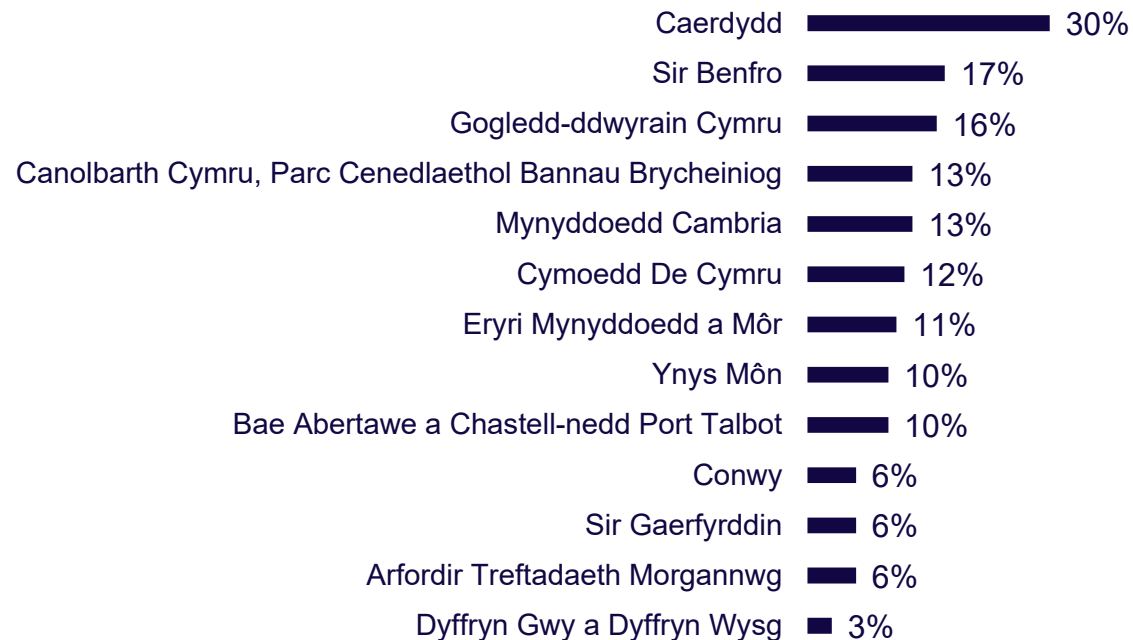 Caerdydd 30%
Sir Benfro 17%
Gogledd-ddwyrain Cymru 16%
Canolbarth Cymru, Parc Cenedlaethol Bannau Brycheiniog 13%
Mynyddoedd Cambria 13%
Cymoedd De Cymru 12%
Eryri Mynyddoedd a Môr 11%
Ynys Môn 10%
Bae Abertawe a Chastell-nedd Port Talbot 10%
Conwy 6%
Sir Gaerfyrddin 6%
Arfordir Treftadaeth Morgannwg 6%
Dyffryn Gwy a Dyffryn Wysg 3%